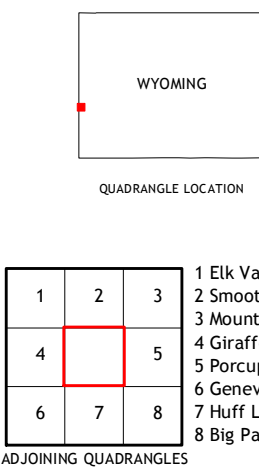 WYOMING
QUADRANGLE LOCATION
1 2 3
4 5
6 7 8
1 Elk Va
2 Smoot
3 Mount
4 Giraff
5 Porcup
6 Genev
7 Huff L
8 Big Pa
ADJOINING QUADRANGLES